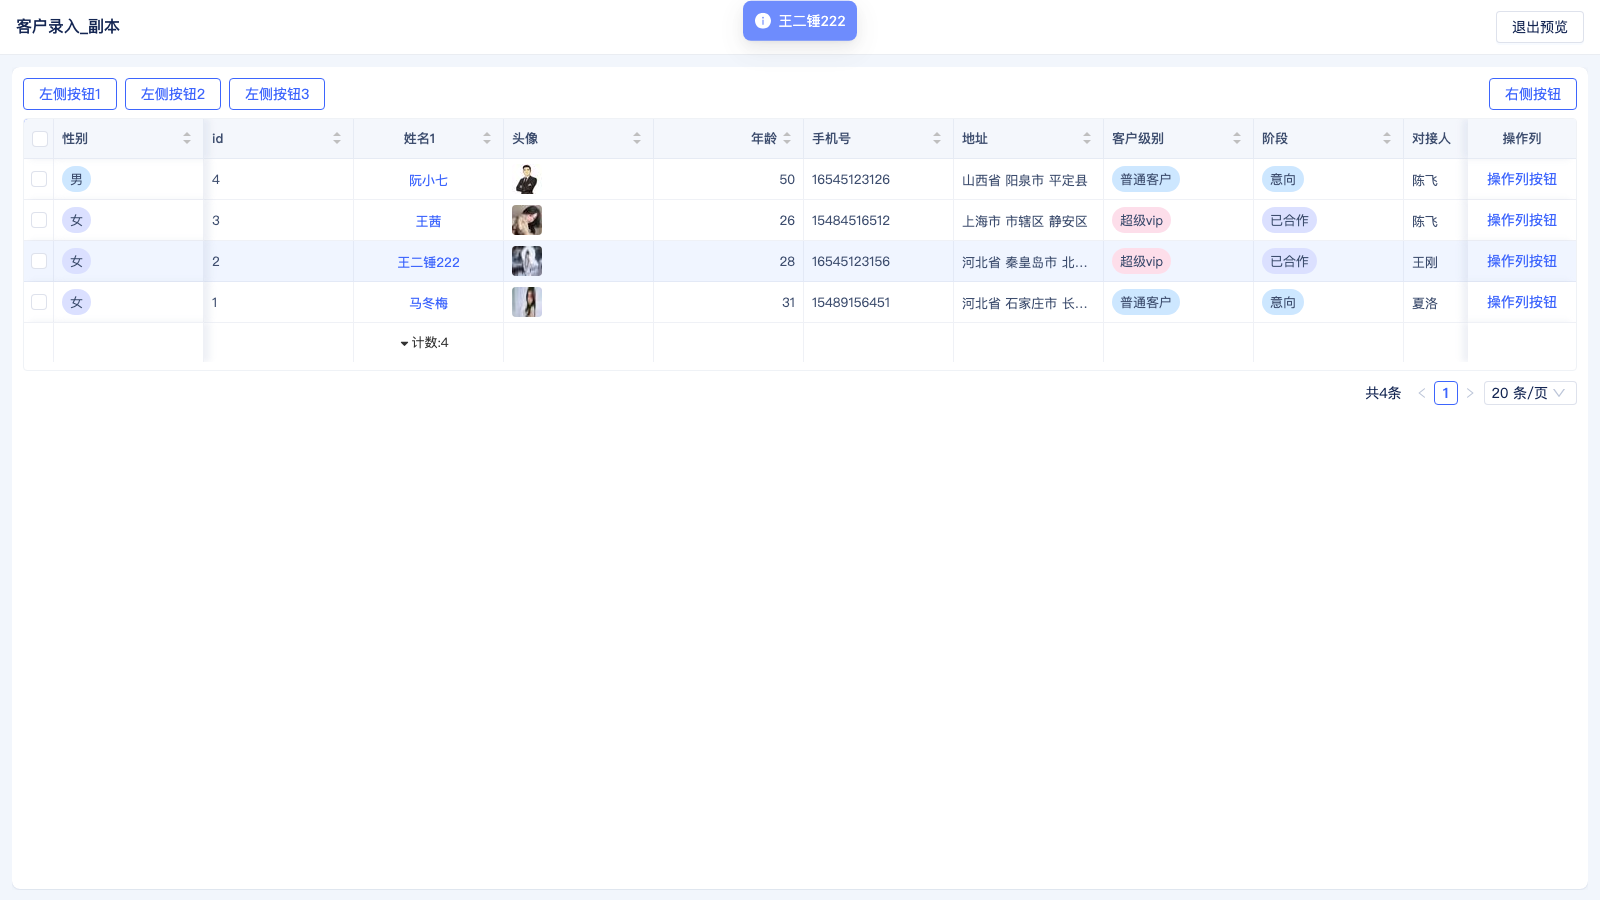 客户录入_副本
王二锤222
退出预览
左侧按钮1 左侧按钮2 左侧按钮3 右侧按钮
性别 id 姓名1 头像 年龄 手机号 地址 客户级别 阶段 对接人 操作列
男 4 阮小七 50 16545123126 山西省 阳泉市 平定县 普通客户 意向 陈飞 操作列按钮
女 3 王茜 26 15484516512 上海市 市辖区 静安区 超级vip 已合作 陈飞 操作列按钮
女 2 王二锤222 28 16545123156 河北省 秦皇岛市 北... 超级vip 已合作 王刚 操作列按钮
女 1 马冬梅 31 15489156451 河北省 石家庄市 长... 普通客户 意向 夏洛 操作列按钮
计数:4
共4条 1 20 条/页